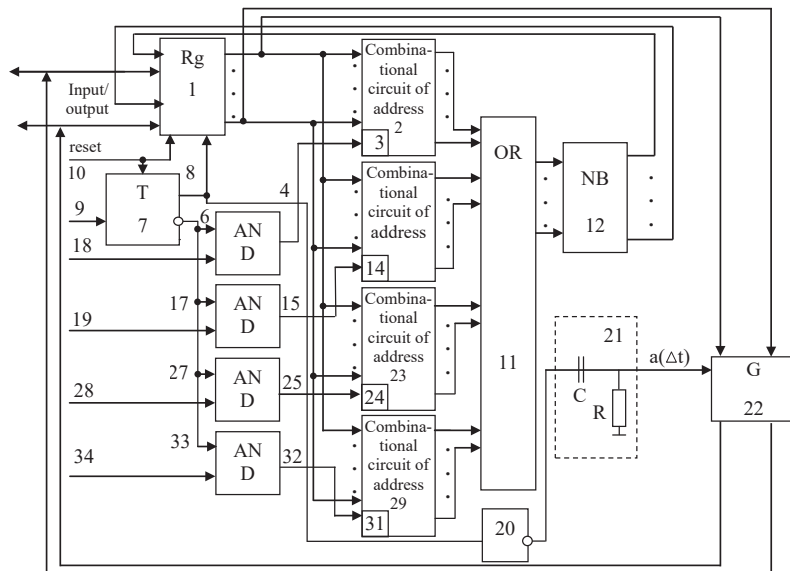 Rg
1
Input/
output
reset
10
8
T
7
9
6
4
18
AN
D
17
15
19
AN
D
27
25
28
AN
D
33
32
34
AN
D
Combina-
tional
circuit of
address
2
3
Combina-
tional
circuit of
address
14
Combina-
tional
circuit of
address
23
24
Combina-
tional
circuit of
address
29
31
OR
11
NB
12
20
21
C
R
a(Δt)
G
22